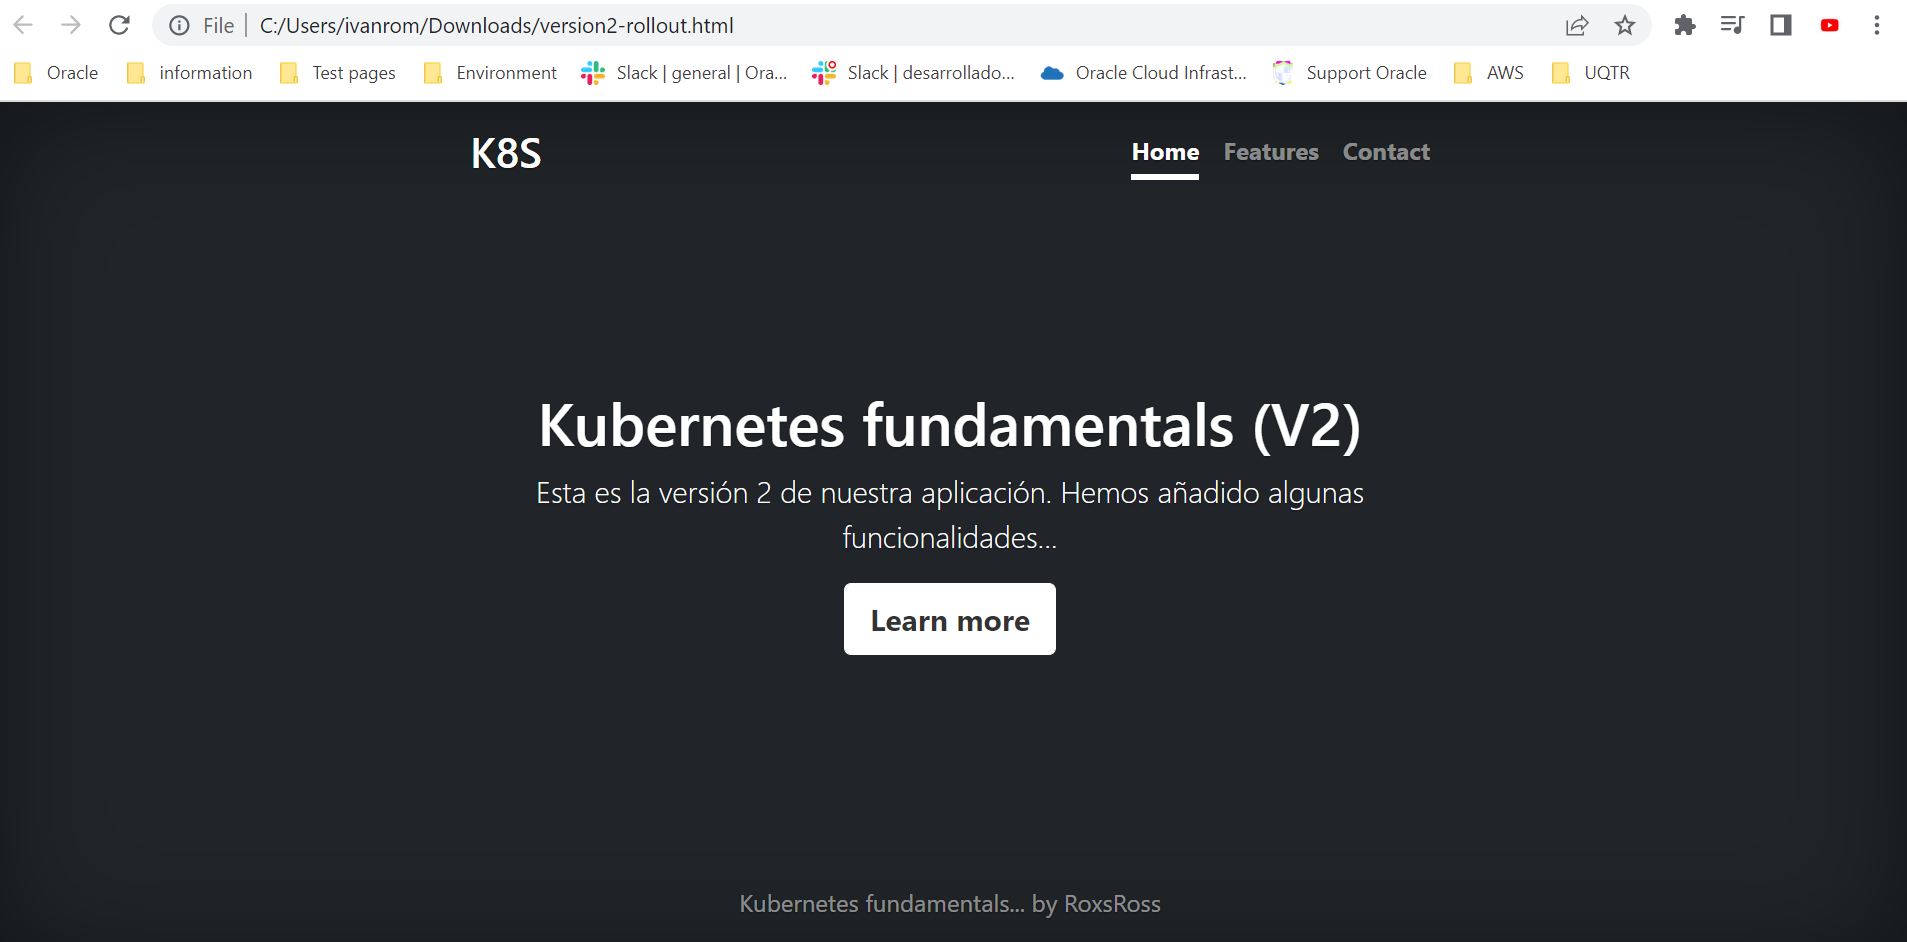 File C:/Users/ivanrom/Downloads/version2-rollout.html
Oracle information Test pages Environment Slack | general | Ora... Slack | desarrollado... Oracle Cloud Infrast... Support Oracle AWS UQTR
K8S Home Features Contact
Kubernetes fundamentals (V2)
Esta es la versión 2 de nuestra aplicación. Hemos añadido algunas
funcionalidades...
Learn more
Kubernetes fundamentals... by RoxsRoss